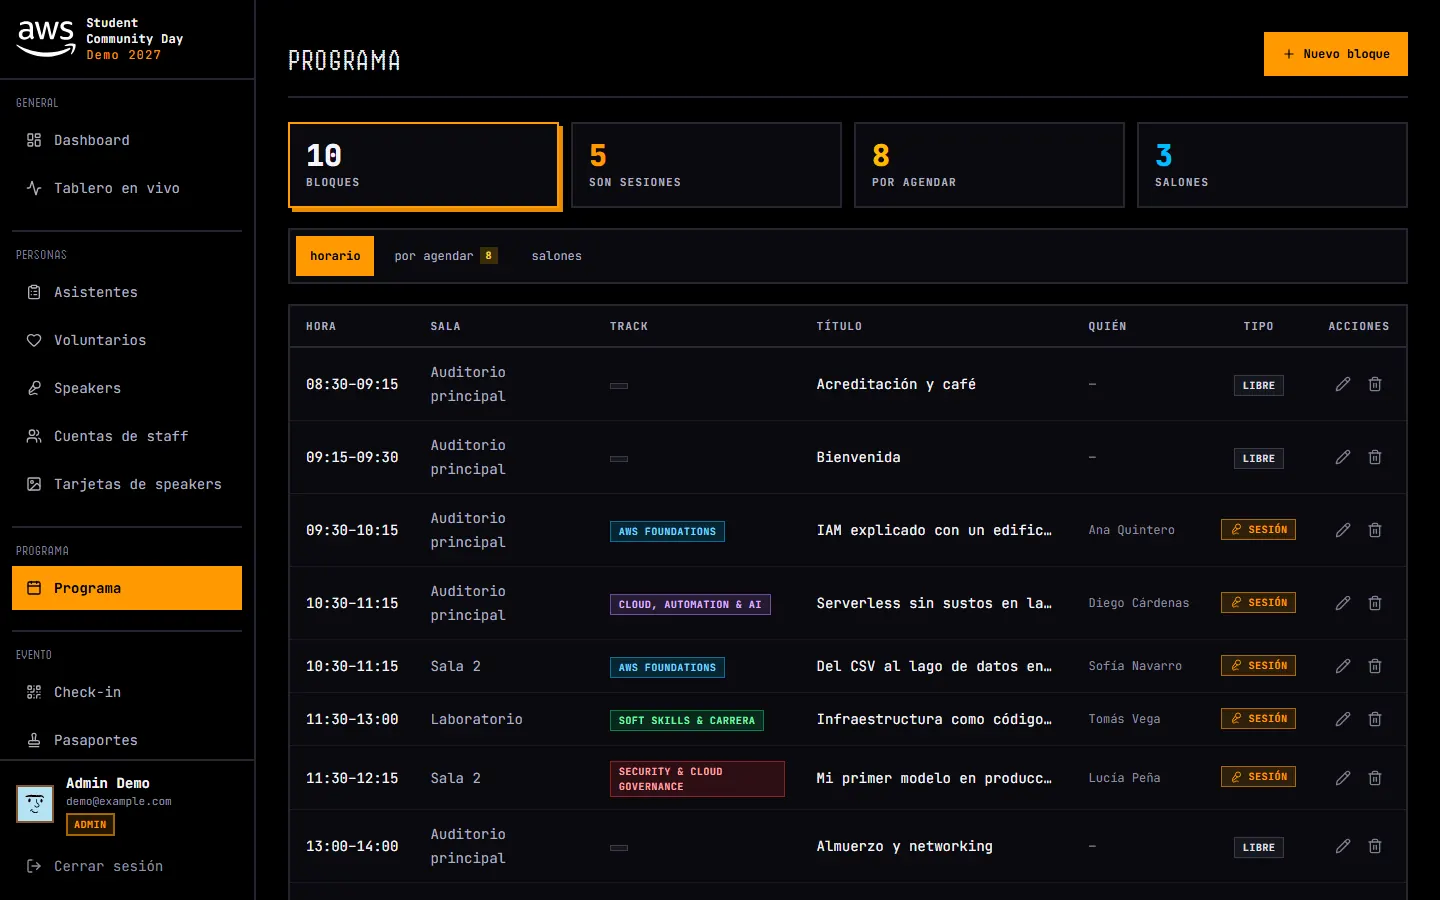 aws
Student
Community Day
Demo 2027
GENERAL
Dashboard
Tablero en vivo
PERSONAS
Asistentes
Voluntarios
Speakers
Cuentas de staff
Tarjetas de speakers
PROGRAMA
Programa
EVENTO
Check-in
Pasaportes
Admin Demo
demo@example.com
ADMIN
Cerrar sesión
PROGRAMA
+ Nuevo bloque
10
BLOQUES
5
SON SESIONES
8
POR AGENDAR
3
SALONES
horario
por agendar 8
salones
HORA SALA TRACK TÍTULO QUIÉN TIPO ACCIONES
08:30–09:15 Auditorio principal Acreditación y café — LIBRE
09:15–09:30 Auditorio principal Bienvenida — LIBRE
09:30–10:15 Auditorio principal AWS FOUNDATIONS IAM explicado con un edific… Ana Quintero SESIÓN
10:30–11:15 Auditorio principal CLOUD, AUTOMATION & AI Serverless sin sustos en la… Diego Cárdenas SESIÓN
10:30–11:15 Sala 2 AWS FOUNDATIONS Del CSV al lago de datos en… Sofía Navarro SESIÓN
11:30–13:00 Laboratorio SOFT SKILLS & CARRERA Infraestructura como código… Tomás Vega SESIÓN
11:30–12:15 Sala 2 SECURITY & CLOUD GOVERNANCE Mi primer modelo en producc… Lucía Peña SESIÓN
13:00–14:00 Auditorio principal Almuerzo y networking — LIBRE